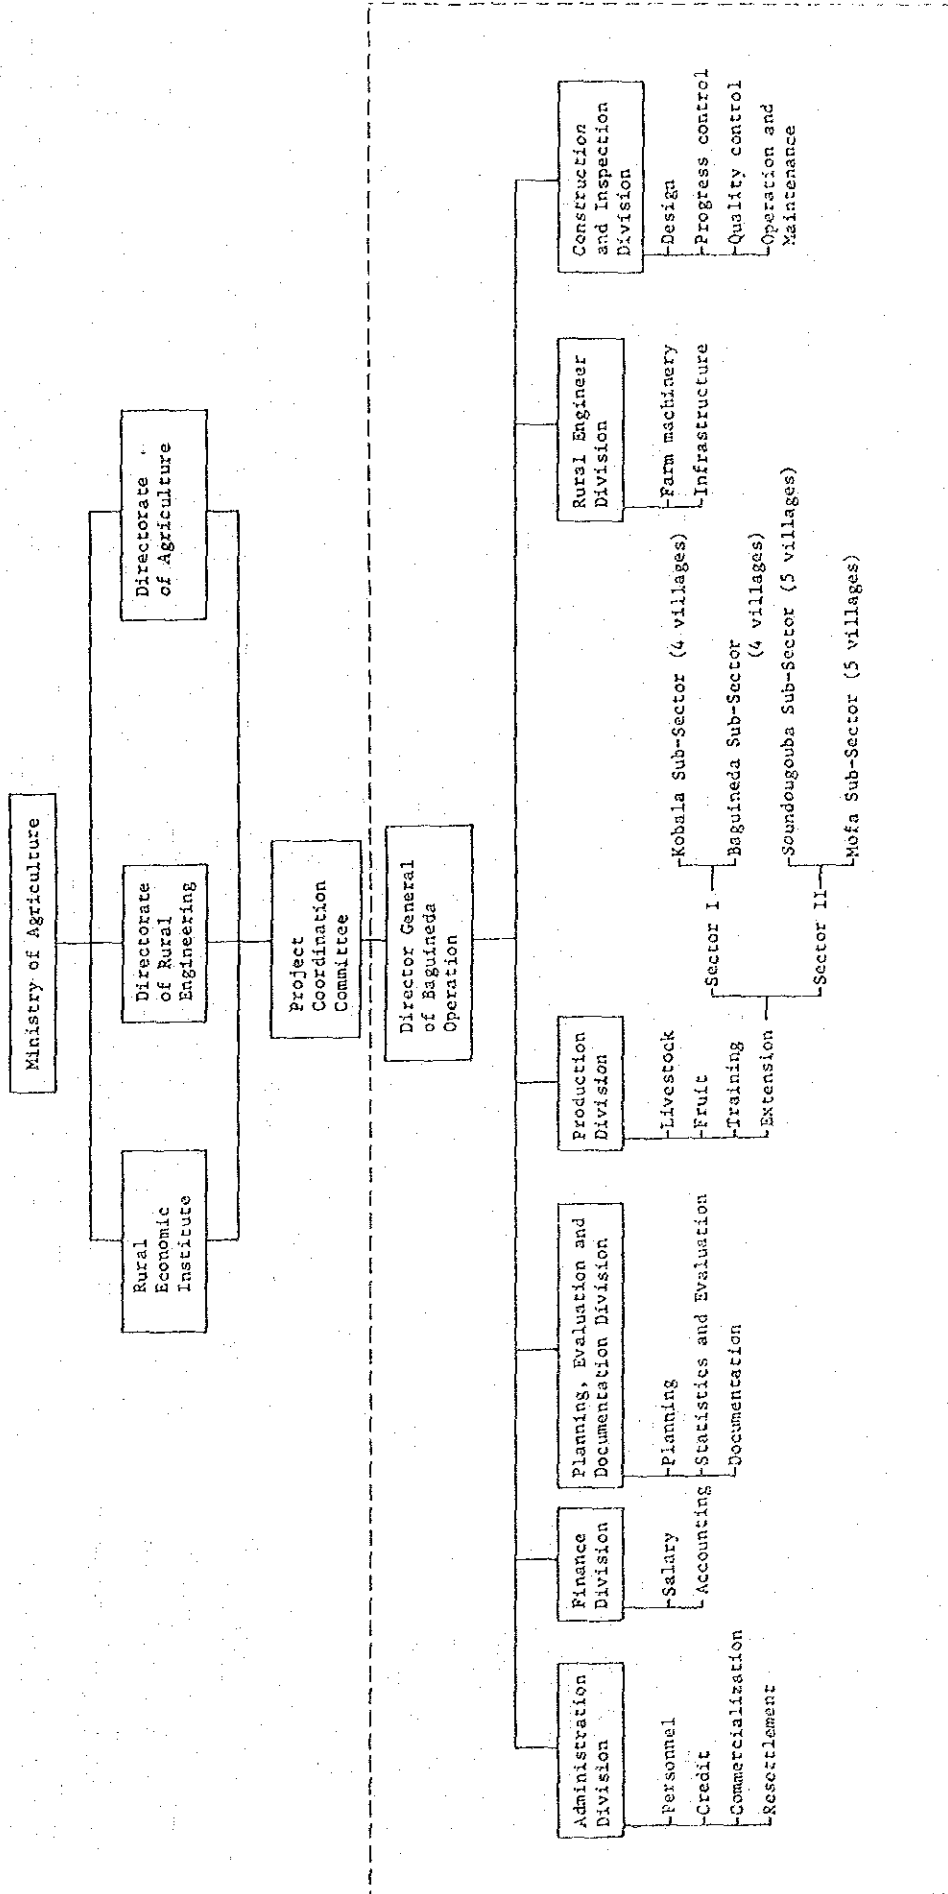 Ministry of Agriculture
Rural
Economic
Institute
Directorate
of Rural
Engineering
Directorate
of Agriculture
Project
Coordination
Committee
Director General
of Baguineda
Operation
Administration
Division
Personnel
Credit
Commercialization
Resettlement
Finance
Division
Salary
Accounting
Planning, Evaluation and
Documentation Division
Planning
Statistics and Evaluation
Documentation
Production
Division
Livestock
Fruit
Training
Extension
Sector I
Kobala Sub-Sector (4 villages)
Baguineda Sub-Sector
(4 villages)
Sector II
Soundougouba Sub-Sector (5 villages)
Mofa Sub-Sector (5 villages)
Rural Engineer
Division
Farm machinery
Infrastructure
Construction
and Inspection
Division
Design
Progress control
Quality control
Operation and
Maintenance